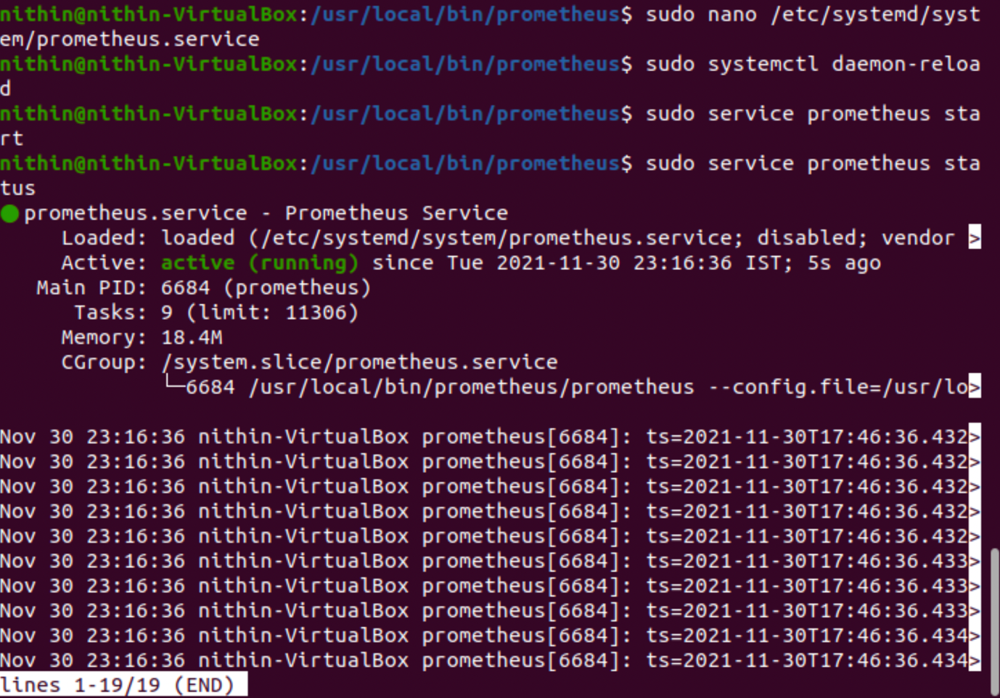 nithin@nithin-VirtualBox:/usr/local/bin/prometheus$ sudo nano /etc/systemd/syst
em/prometheus.service
nithin@nithin-VirtualBox:/usr/local/bin/prometheus$ sudo systemctl daemon-reloa
d
nithin@nithin-VirtualBox:/usr/local/bin/prometheus$ sudo service prometheus sta
rt
nithin@nithin-VirtualBox:/usr/local/bin/prometheus$ sudo service prometheus sta
tus
● prometheus.service - Prometheus Service
     Loaded: loaded (/etc/systemd/system/prometheus.service; disabled; vendor >
     Active: active (running) since Tue 2021-11-30 23:16:36 IST; 5s ago
   Main PID: 6684 (prometheus)
      Tasks: 9 (limit: 11306)
     Memory: 18.4M
     CGroup: /system.slice/prometheus.service
             └─6684 /usr/local/bin/prometheus/prometheus --config.file=/usr/lo>
Nov 30 23:16:36 nithin-VirtualBox prometheus[6684]: ts=2021-11-30T17:46:36.432>
Nov 30 23:16:36 nithin-VirtualBox prometheus[6684]: ts=2021-11-30T17:46:36.432>
Nov 30 23:16:36 nithin-VirtualBox prometheus[6684]: ts=2021-11-30T17:46:36.432>
Nov 30 23:16:36 nithin-VirtualBox prometheus[6684]: ts=2021-11-30T17:46:36.432>
Nov 30 23:16:36 nithin-VirtualBox prometheus[6684]: ts=2021-11-30T17:46:36.432>
Nov 30 23:16:36 nithin-VirtualBox prometheus[6684]: ts=2021-11-30T17:46:36.433>
Nov 30 23:16:36 nithin-VirtualBox prometheus[6684]: ts=2021-11-30T17:46:36.433>
Nov 30 23:16:36 nithin-VirtualBox prometheus[6684]: ts=2021-11-30T17:46:36.433>
Nov 30 23:16:36 nithin-VirtualBox prometheus[6684]: ts=2021-11-30T17:46:36.434>
Nov 30 23:16:36 nithin-VirtualBox prometheus[6684]: ts=2021-11-30T17:46:36.434>
lines 1-19/19 (END)